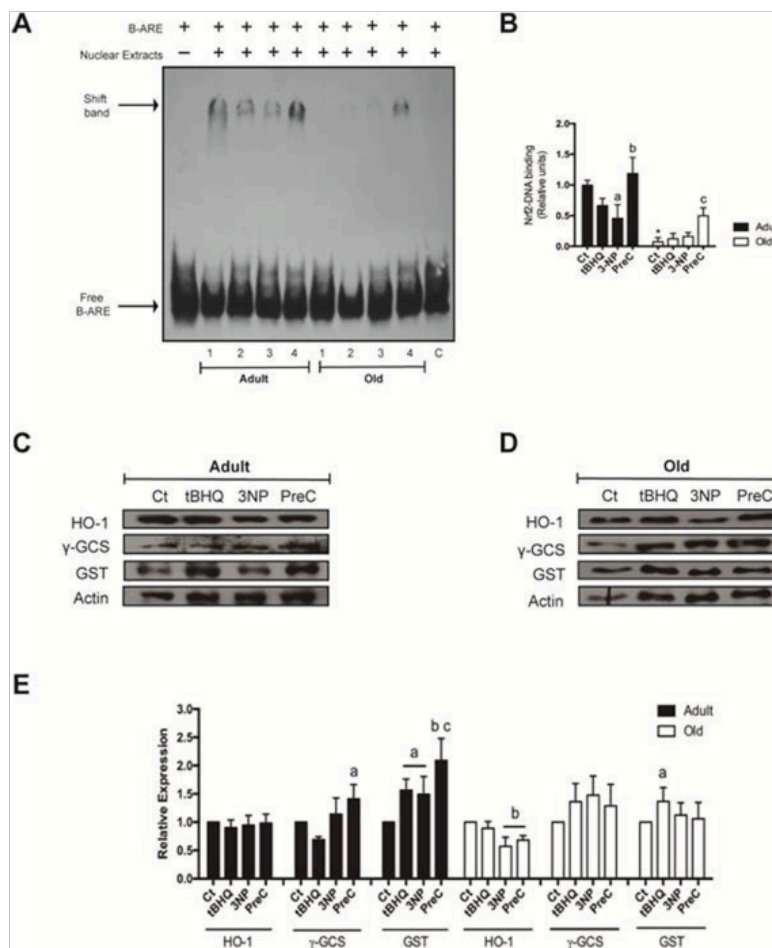 A
B-ARE + + + + + + + + + +
Nuclear Extracts − + + + + + + + + +
Shift
band
Free
B-ARE
1 2 3 4 1 2 3 4 C
Adult Old
B
Nrf2-DNA binding
(Relative units)
2.0
1.5
1.0
0.5
0.0
a b * c
Ct tBHQ 3-NP PreC Ct tBHQ 3-NP PreC
Adu
Old
C
Adult
Ct tBHQ 3NP PreC
HO-1
γ-GCS
GST
Actin
D
Old
Ct tBHQ 3NP PreC
HO-1
γ-GCS
GST
Actin
E
Relative Expression
3.0
2.5
2.0
1.5
1.0
0.5
0.0
a a b c b a
Adult
Old
Ct tBHQ 3NP PreC Ct tBHQ 3NP PreC Ct tBHQ 3NP PreC Ct tBHQ 3NP PreC Ct tBHQ 3NP PreC Ct tBHQ 3NP PreC
HO-1 γ-GCS GST HO-1 γ-GCS GST